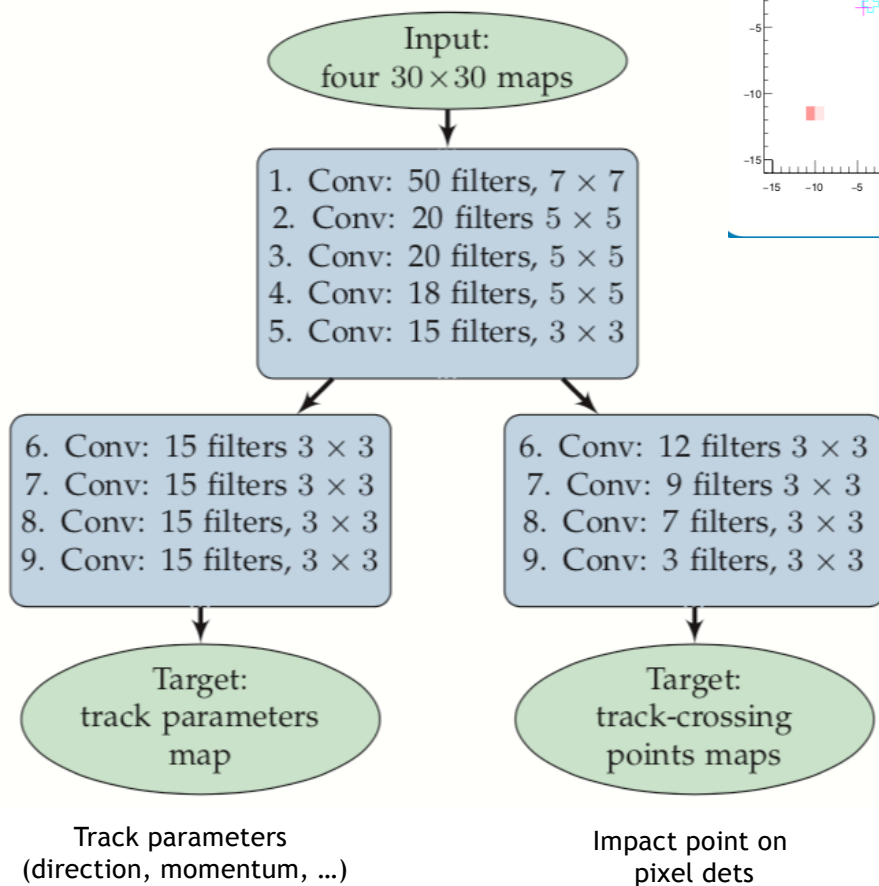 Input:
four 30×30 maps
−5
−10
−15
−15 −10 −5
1. Conv: 50 filters, 7 × 7
2. Conv: 20 filters 5 × 5
3. Conv: 20 filters, 5 × 5
4. Conv: 18 filters, 5 × 5
5. Conv: 15 filters, 3 × 3
6. Conv: 15 filters 3 × 3
7. Conv: 15 filters 3 × 3
8. Conv: 15 filters, 3 × 3
9. Conv: 15 filters, 3 × 3
6. Conv: 12 filters 3 × 3
7. Conv: 9 filters 3 × 3
8. Conv: 7 filters, 3 × 3
9. Conv: 3 filters, 3 × 3
Target:
track parameters
map
Target:
track-crossing
points maps
Track parameters
(direction, momentum, …)
Impact point on
pixel dets